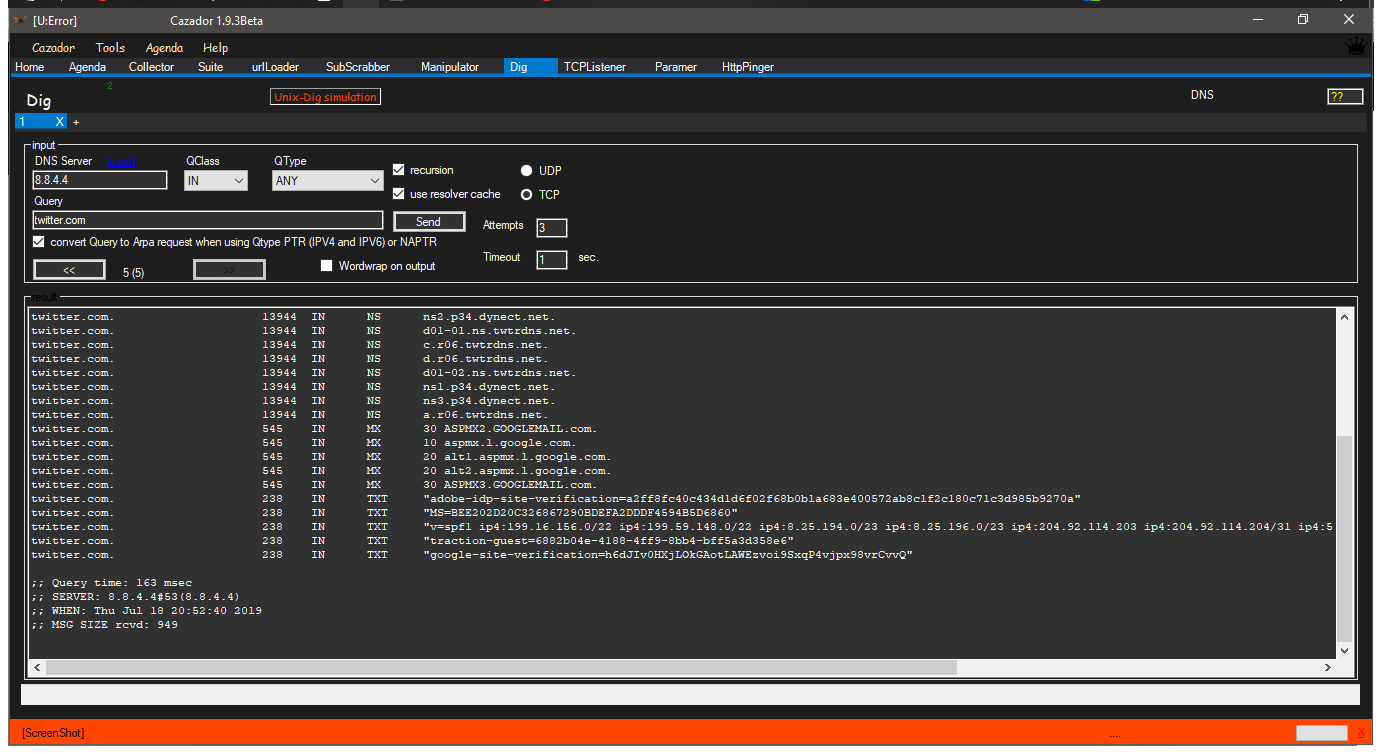 [U:Error] Cazador 1.9.3Beta
Cazador Tools Agenda Help
Home Agenda Collector Suite urlLoader SubScrabber Manipulator Dig TCPListener Paramer HttpPinger
2
Dig Unix-Dig simulation DNS ??
1 X +
input
DNS Server QClass QType
8.8.4.4 IN ANY
recursion UDP
use resolver cache TCP
Query
twitter.com Send Attempts 3
convert Query to Arpa request when using Qtype PTR (IPV4 and IPV6) or NAPTR
<< 5 (5) >> Wordwrap on output Timeout 1 sec.
result
twitter.com. 13944 IN NS ns2.p34.dynect.net.
twitter.com. 13944 IN NS d01-01.ns.twtrdns.net.
twitter.com. 13944 IN NS c.r06.twtrdns.net.
twitter.com. 13944 IN NS d.r06.twtrdns.net.
twitter.com. 13944 IN NS d01-02.ns.twtrdns.net.
twitter.com. 13944 IN NS ns1.p34.dynect.net.
twitter.com. 13944 IN NS ns3.p34.dynect.net.
twitter.com. 13944 IN NS a.r06.twtrdns.net.
twitter.com. 545 IN MX 30 ASPMX2.GOOGLEMAIL.com.
twitter.com. 545 IN MX 10 aspmx.l.google.com.
twitter.com. 545 IN MX 20 alt1.aspmx.l.google.com.
twitter.com. 545 IN MX 20 alt2.aspmx.l.google.com.
twitter.com. 545 IN MX 30 ASPMX3.GOOGLEMAIL.com.
twitter.com. 238 IN TXT "adobe-idp-site-verification=a2ff8fc40c434d1d6f02f68b0b1a683e400572ab8c1f2c180c71c3d985b9270a"
twitter.com. 238 IN TXT "MS=BEE202D20C326867290BDEFA2DDDF4594B5D6860"
twitter.com. 238 IN TXT "v=spf1 ip4:199.16.156.0/22 ip4:199.59.148.0/22 ip4:8.25.194.0/23 ip4:8.25.196.0/23 ip4:204.92.114.203 ip4:204.92.114.204/31 ip4:5
twitter.com. 238 IN TXT "traction-guest=6882b04e-4188-4ff9-8bb4-bff5a3d358e6"
twitter.com. 238 IN TXT "google-site-verification=h6dJIv0HXjLOkGAotLAWEzvoi9SxqP4vjpx98vrCvvQ"
;; Query time: 163 msec
;; SERVER: 8.8.4.4#53(8.8.4.4)
;; WHEN: Thu Jul 18 20:52:40 2019
;; MSG SIZE rcvd: 949
[ScreenShot] .... X